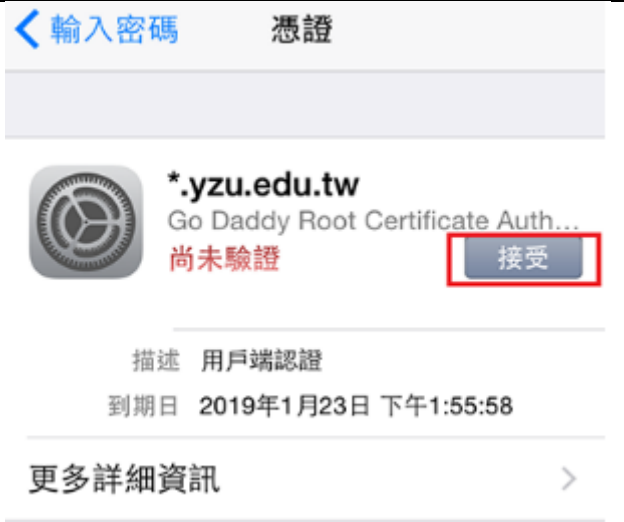 輸入密碼 憑證
*.yzu.edu.tw
Go Daddy Root Certificate Auth...
尚未驗證 接受
描述 用戶端認證
到期日 2019年1月23日 下午1:55:58
更多詳細資訊